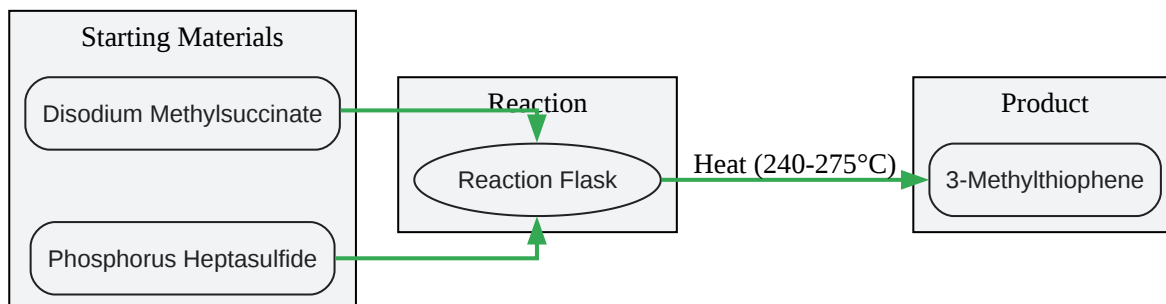 Starting Materials
Disodium Methylsuccinate
Phosphorus Heptasulfide
Reaction
Reaction Flask
Heat (240-275°C)
Product
3-Methylthiophene